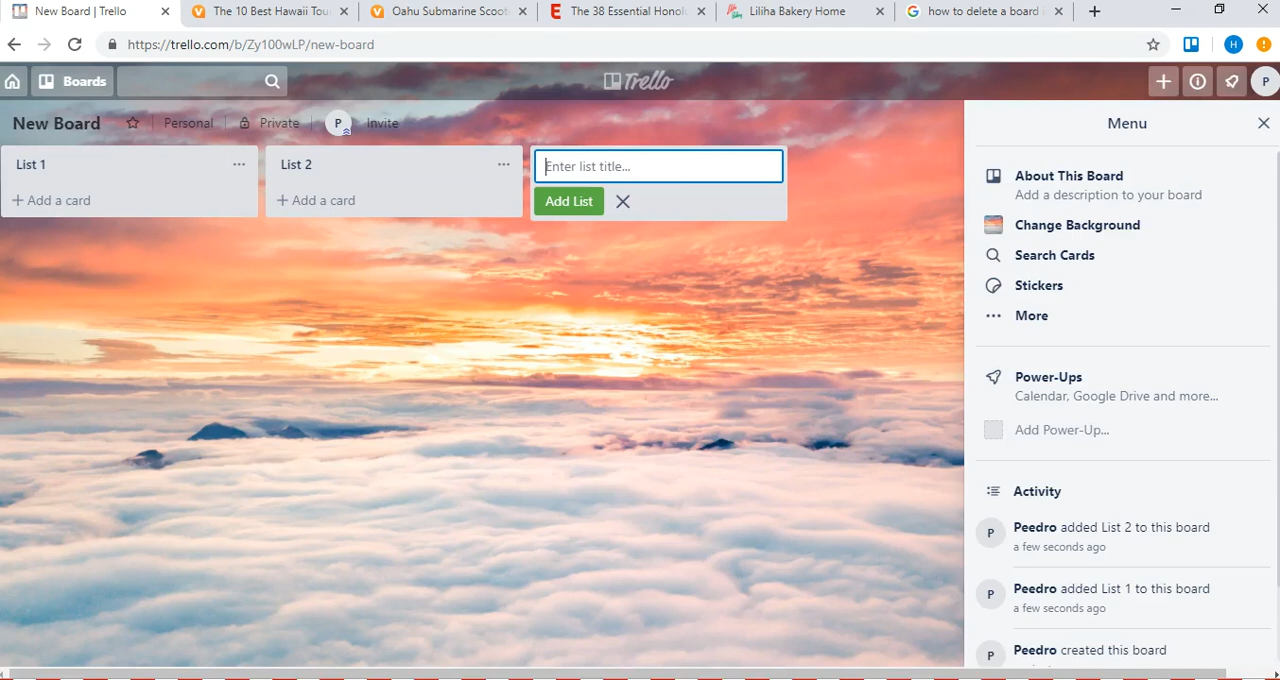 New Board | Trello
The 10 Best Hawaii Tou
Oahu Submarine Scoot
E The 38 Essential Honol
Liliha Bakery Home
G how to delete a board i
https://trello.com/b/Zy100wLP/new-board
H
Boards
Trello
P
New Board
Personal
Private
P
Invite
Menu
List 1
+ Add a card
List 2
+ Add a card
Enter list title...
Add List
About This Board
Add a description to your board
Change Background
Search Cards
Stickers
More
Power-Ups
Calendar, Google Drive and more...
Add Power-Up...
Activity
P
Peedro added List 2 to this board
a few seconds ago
P
Peedro added List 1 to this board
a few seconds ago
P
Peedro created this board